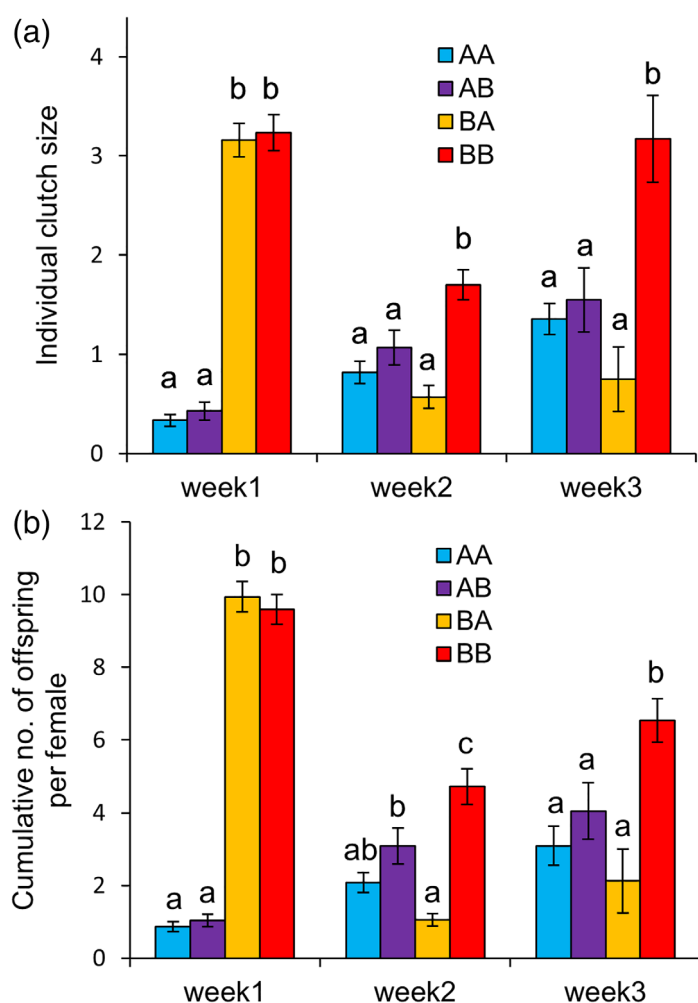 (a)
Individual clutch size
4
3
2
1
0
AA
AB
BA
BB
a a b b
a a a b
a a a b
week1 week2 week3
(b)
Cumulative no. of offspring
per female
12
10
8
6
4
2
0
AA
AB
BA
BB
a a b b
ab b a c
a a a b
week1 week2 week3